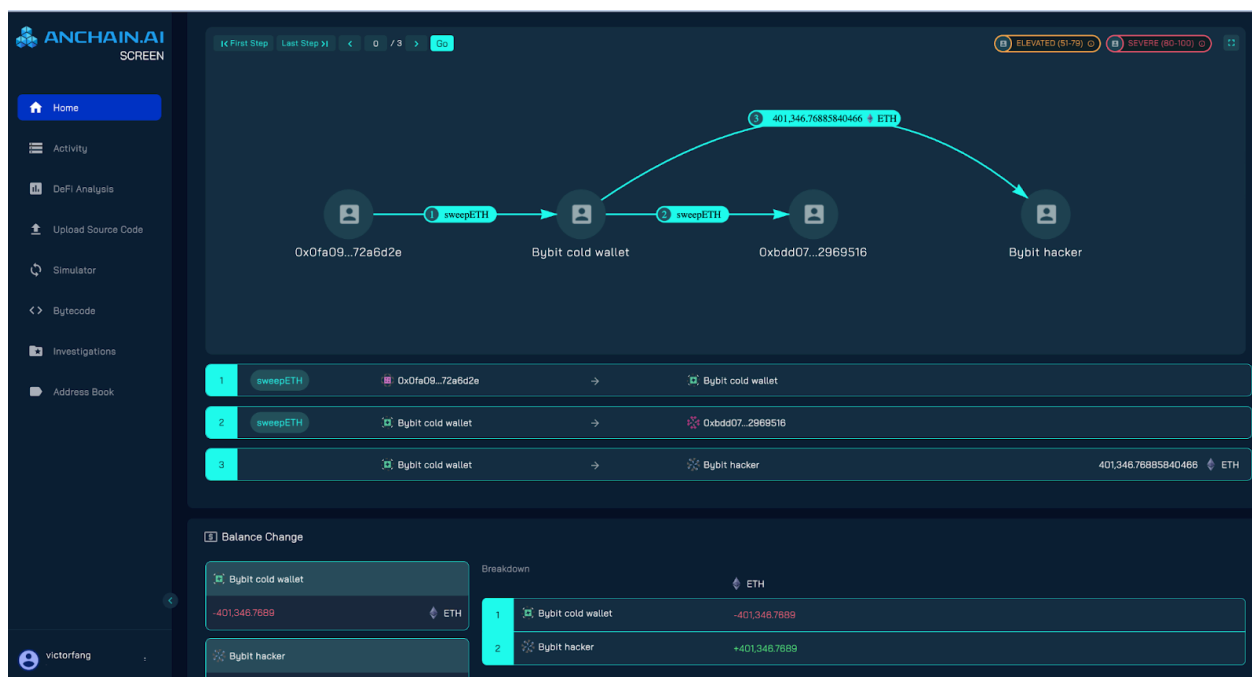 ANCHAIN.AI
SCREEN
Home
Activity
DeFi Analysis
Upload Source Code
Simulator
Bytecode
Investigations
Address Book
victorfang
First Step Last Step 0 / 3 Go
ELEVATED (51-79) SEVERE (80-100)
3 401,346.76885840466 ETH
1 sweepETH 2 sweepETH
0x0fa09...72a6d2e Bybit cold wallet 0xbdd07...2969516 Bybit hacker
1 sweepETH 0x0fa09...72a6d2e → Bybit cold wallet
2 sweepETH Bybit cold wallet → 0xbdd07...2969516
3 Bybit cold wallet → Bybit hacker 401,346.76885840466 ETH
Balance Change
Bybit cold wallet
-401,346.7689 ETH
Bybit hacker
Breakdown
ETH
1 Bybit cold wallet -401,346.7689
2 Bybit hacker +401,346.7689